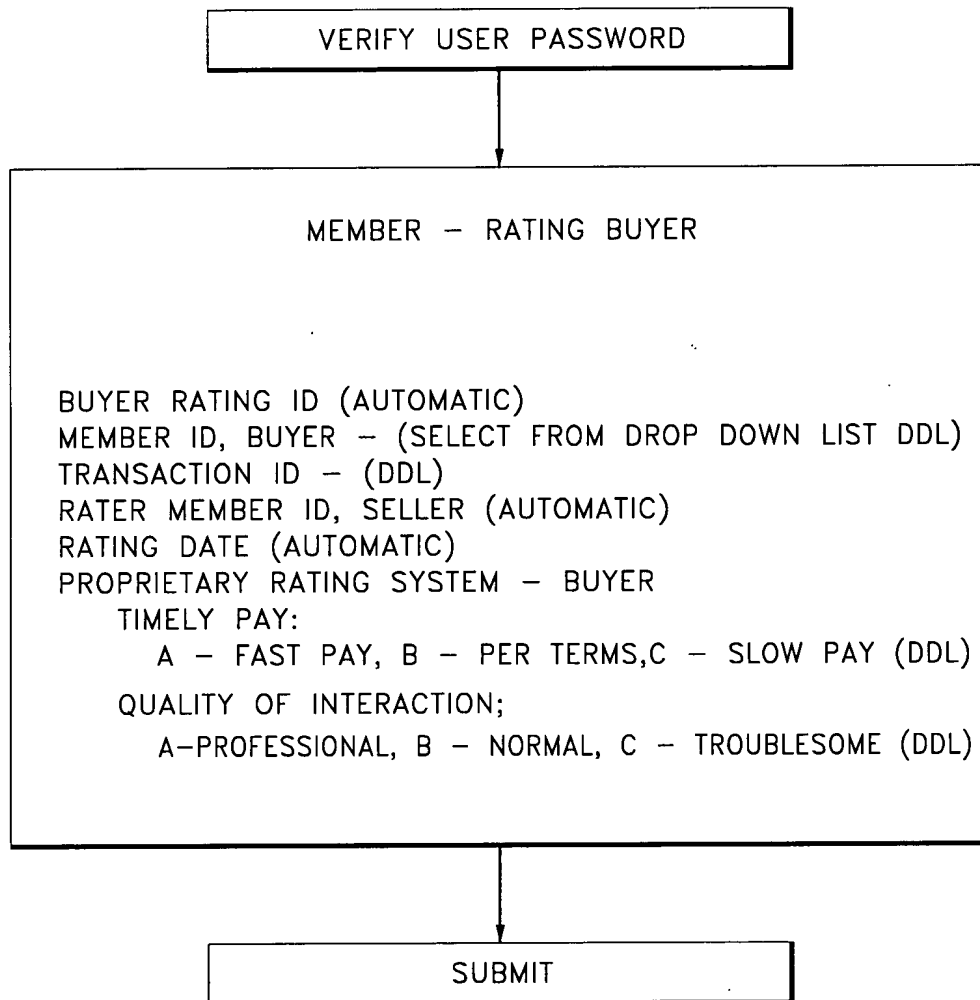 VERIFY USER PASSWORD
MEMBER – RATING BUYER
BUYER RATING ID (AUTOMATIC)
MEMBER ID, BUYER – (SELECT FROM DROP DOWN LIST DDL)
TRANSACTION ID – (DDL)
RATER MEMBER ID, SELLER (AUTOMATIC)
RATING DATE (AUTOMATIC)
PROPRIETARY RATING SYSTEM – BUYER
TIMELY PAY:
A – FAST PAY, B – PER TERMS,C – SLOW PAY (DDL)
QUALITY OF INTERACTION;
A–PROFESSIONAL, B – NORMAL, C – TROUBLESOME (DDL)
SUBMIT